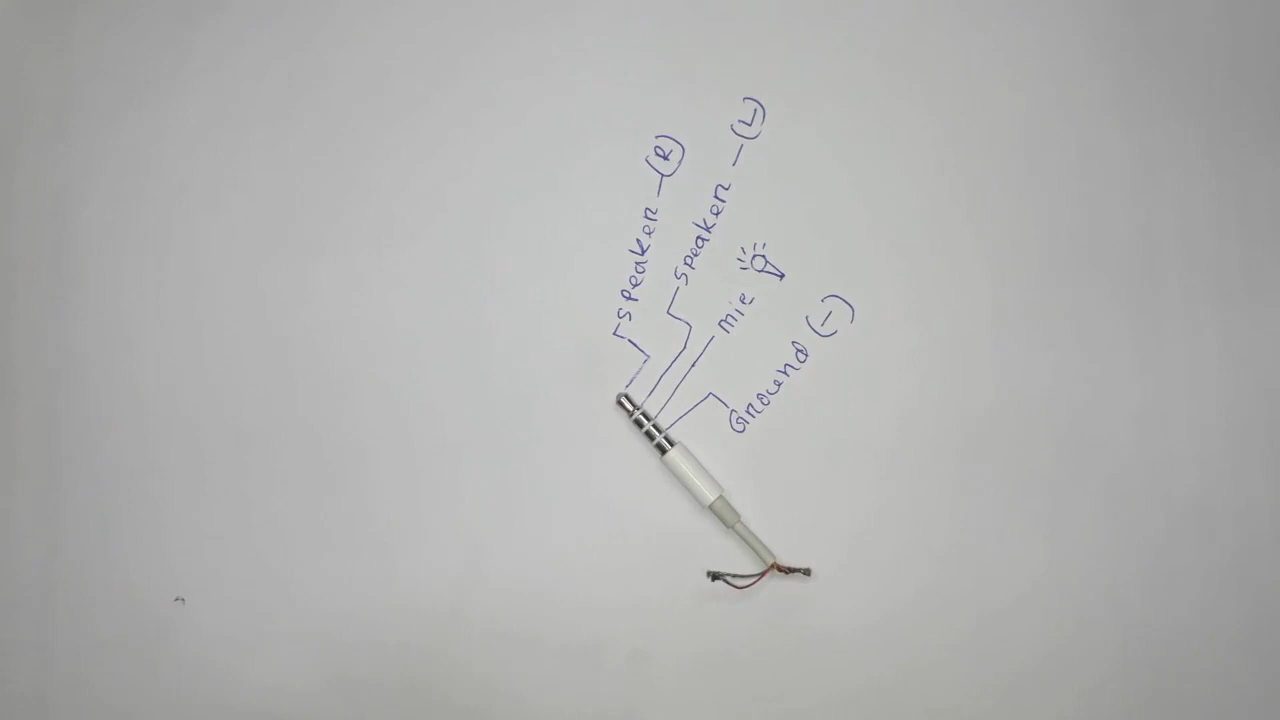 Speaker - (R)
Speaker - (L)
mic
Ground (-)